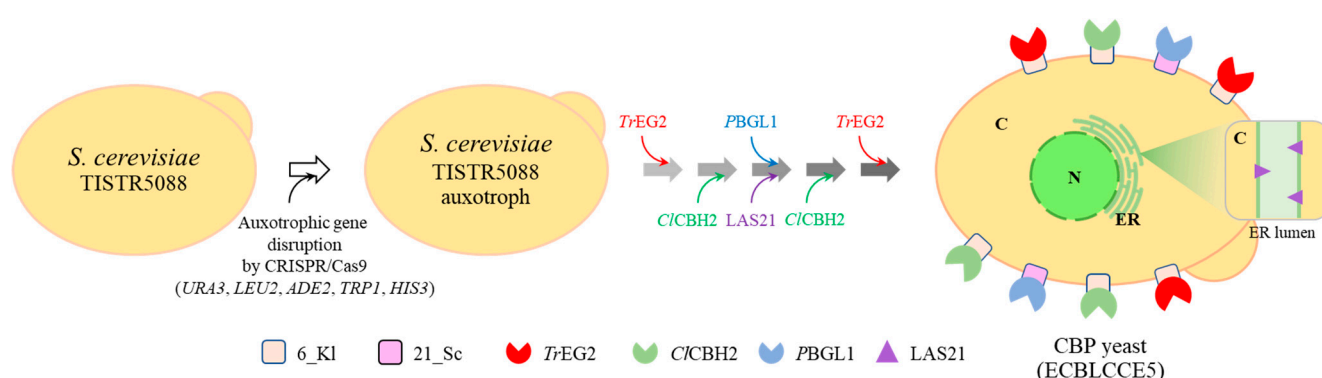 S. cerevisiae
TISTR5088
Auxotrophic gene
disruption
by CRISPR/Cas9
(URA3, LEU2, ADE2, TRP1, HIS3)
S. cerevisiae
TISTR5088
auxotroph
TrEG2
PBGL1
TrEG2
ClCBH2
LAS21
ClCBH2
C
N
ER
C
ER lumen
6_Kl
21_Sc
TrEG2
ClCBH2
PBGL1
LAS21
CBP yeast
(ECBLCCE5)